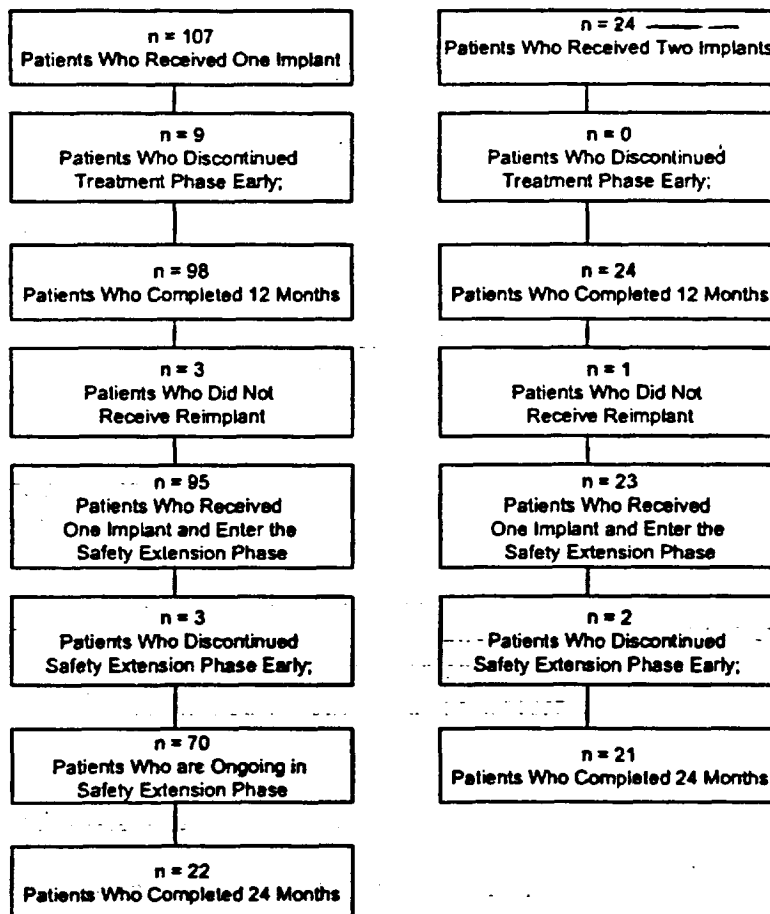 n = 107
Patients Who Received One Implant
n = 9
Patients Who Discontinued
Treatment Phase Early;
n = 98
Patients Who Completed 12 Months
n = 3
Patients Who Did Not
Receive Reimplant
n = 95
Patients Who Received
One Implant and Enter the
Safety Extension Phase
n = 3
Patients Who Discontinued
Safety Extension Phase Early;
n = 70
Patients Who are Ongoing in
Safety Extension Phase
n = 22
Patients Who Completed 24 Months
n = 24
Patients Who Received Two Implants
n = 0
Patients Who Discontinued
Treatment Phase Early;
n = 24
Patients Who Completed 12 Months
n = 1
Patients Who Did Not
Receive Reimplant
n = 23
Patients Who Received
One Implant and Enter the
Safety Extension Phase
n = 2
Patients Who Discontinued
Safety Extension Phase Early;
n = 21
Patients Who Completed 24 Months